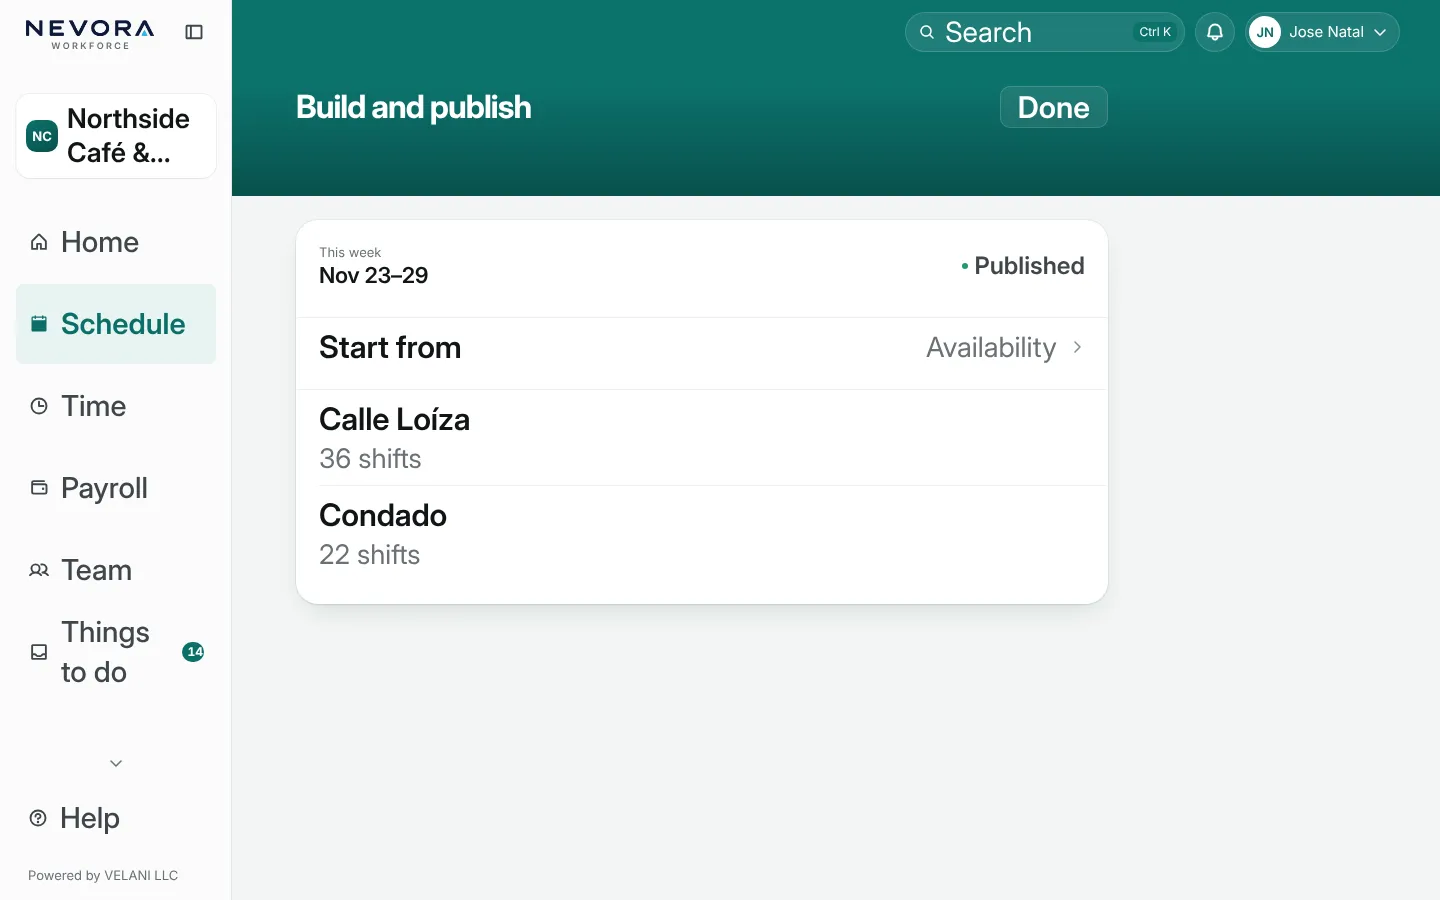 NEVORA
WORKFORCE
Search
Ctrl K
JN
Jose Natal
NC
Northside
Café &...
Build and publish
Done
Home
Schedule
Time
Payroll
Team
Things
to do
14
Help
Powered by VELANI LLC
This week
Nov 23–29
Published
Start from
Availability
Calle Loíza
36 shifts
Condado
22 shifts